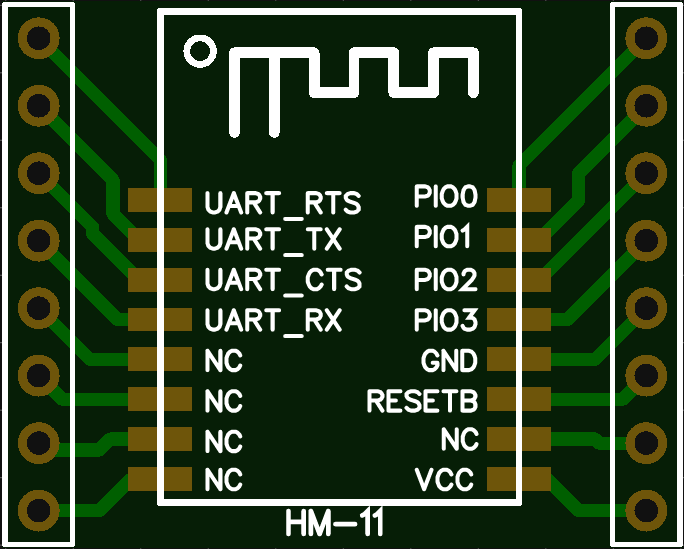 UART_RTS PIO0
UART_TX PIO1
UART_CTS PIO2
UART_RX PIO3
NC GND
NC RESETB
NC NC
NC VCC
HM-11